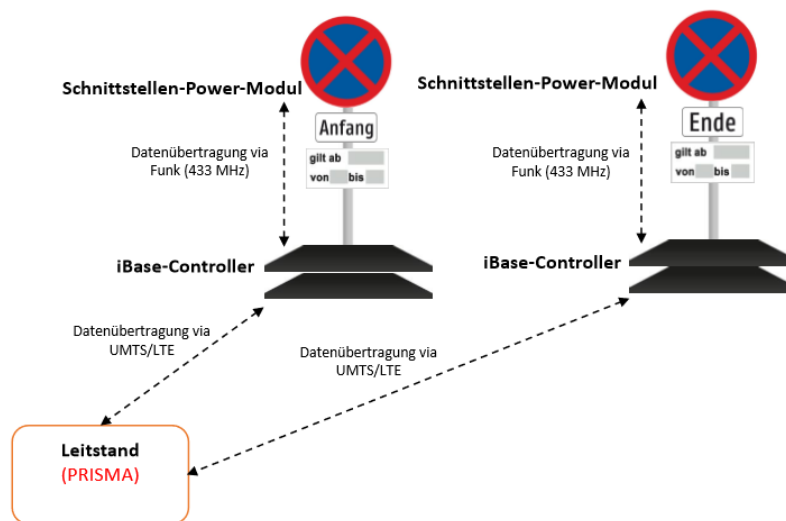 Schnittstellen-Power-Modul
Anfang
gilt ab
von bis
Datenübertragung via
Funk (433 MHz)
iBase-Controller
Schnittstellen-Power-Modul
Ende
gilt ab
von bis
Datenübertragung via
Funk (433 MHz)
iBase-Controller
Datenübertragung via
UMTS/LTE
Datenübertragung via
UMTS/LTE
Leitstand
(PRISMA)